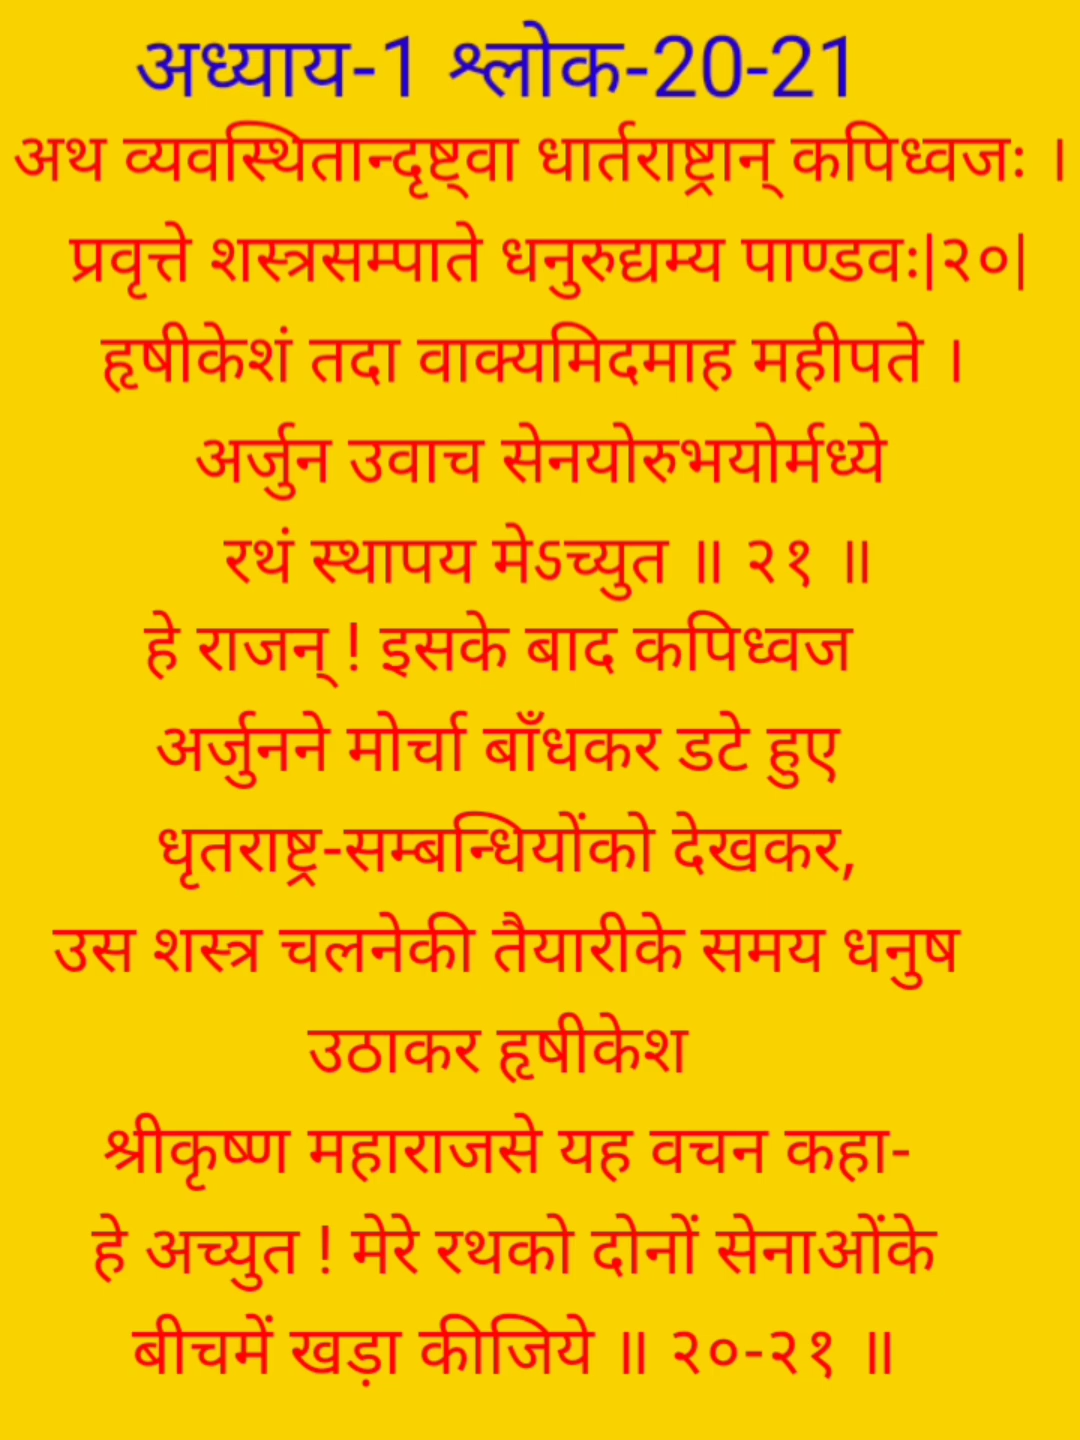 अध्याय-1 श्लोक-20-21
अथ व्यवस्थितान्दृष्ट्वा धार्तराष्ट्रान् कपिध्वजः ।
प्रवृत्ते शस्त्रसम्पाते धनुरुद्यम्य पाण्डवः|२०|
हृषीकेशं तदा वाक्यमिदमाह महीपते ।
अर्जुन उवाच सेनयोरुभयोर्मध्ये
रथं स्थापय मेऽच्युत ॥ २१ ॥
हे राजन् ! इसके बाद कपिध्वज
अर्जुनने मोर्चा बाँधकर डटे हुए
धृतराष्ट्र-सम्बन्धियोंको देखकर,
उस शस्त्र चलनेकी तैयारीके समय धनुष
उठाकर हृषीकेश
श्रीकृष्ण महाराजसे यह वचन कहा-
हे अच्युत ! मेरे रथको दोनों सेनाओंके
बीचमें खड़ा कीजिये ॥ २०-२१ ॥